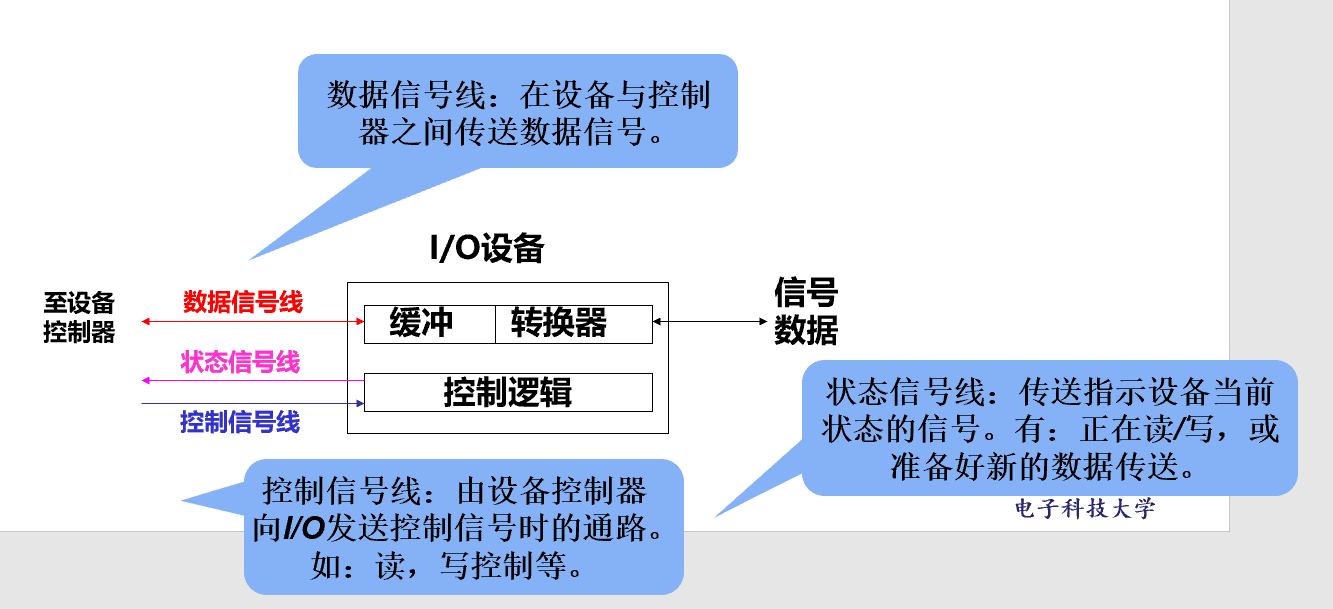 数据信号线：在设备与控制
器之间传送数据信号。
I/O设备
至设备
控制器
数据信号线
缓冲
转换器
信号
数据
状态信号线
控制逻辑
控制信号线
状态信号线：传送指示设备当前
状态的信号。有：正在读/写，或
准备好新的数据传送。
控制信号线：由设备控制器
向I/O发送控制信号时的通路。
如：读，写控制等。
电子科技大学